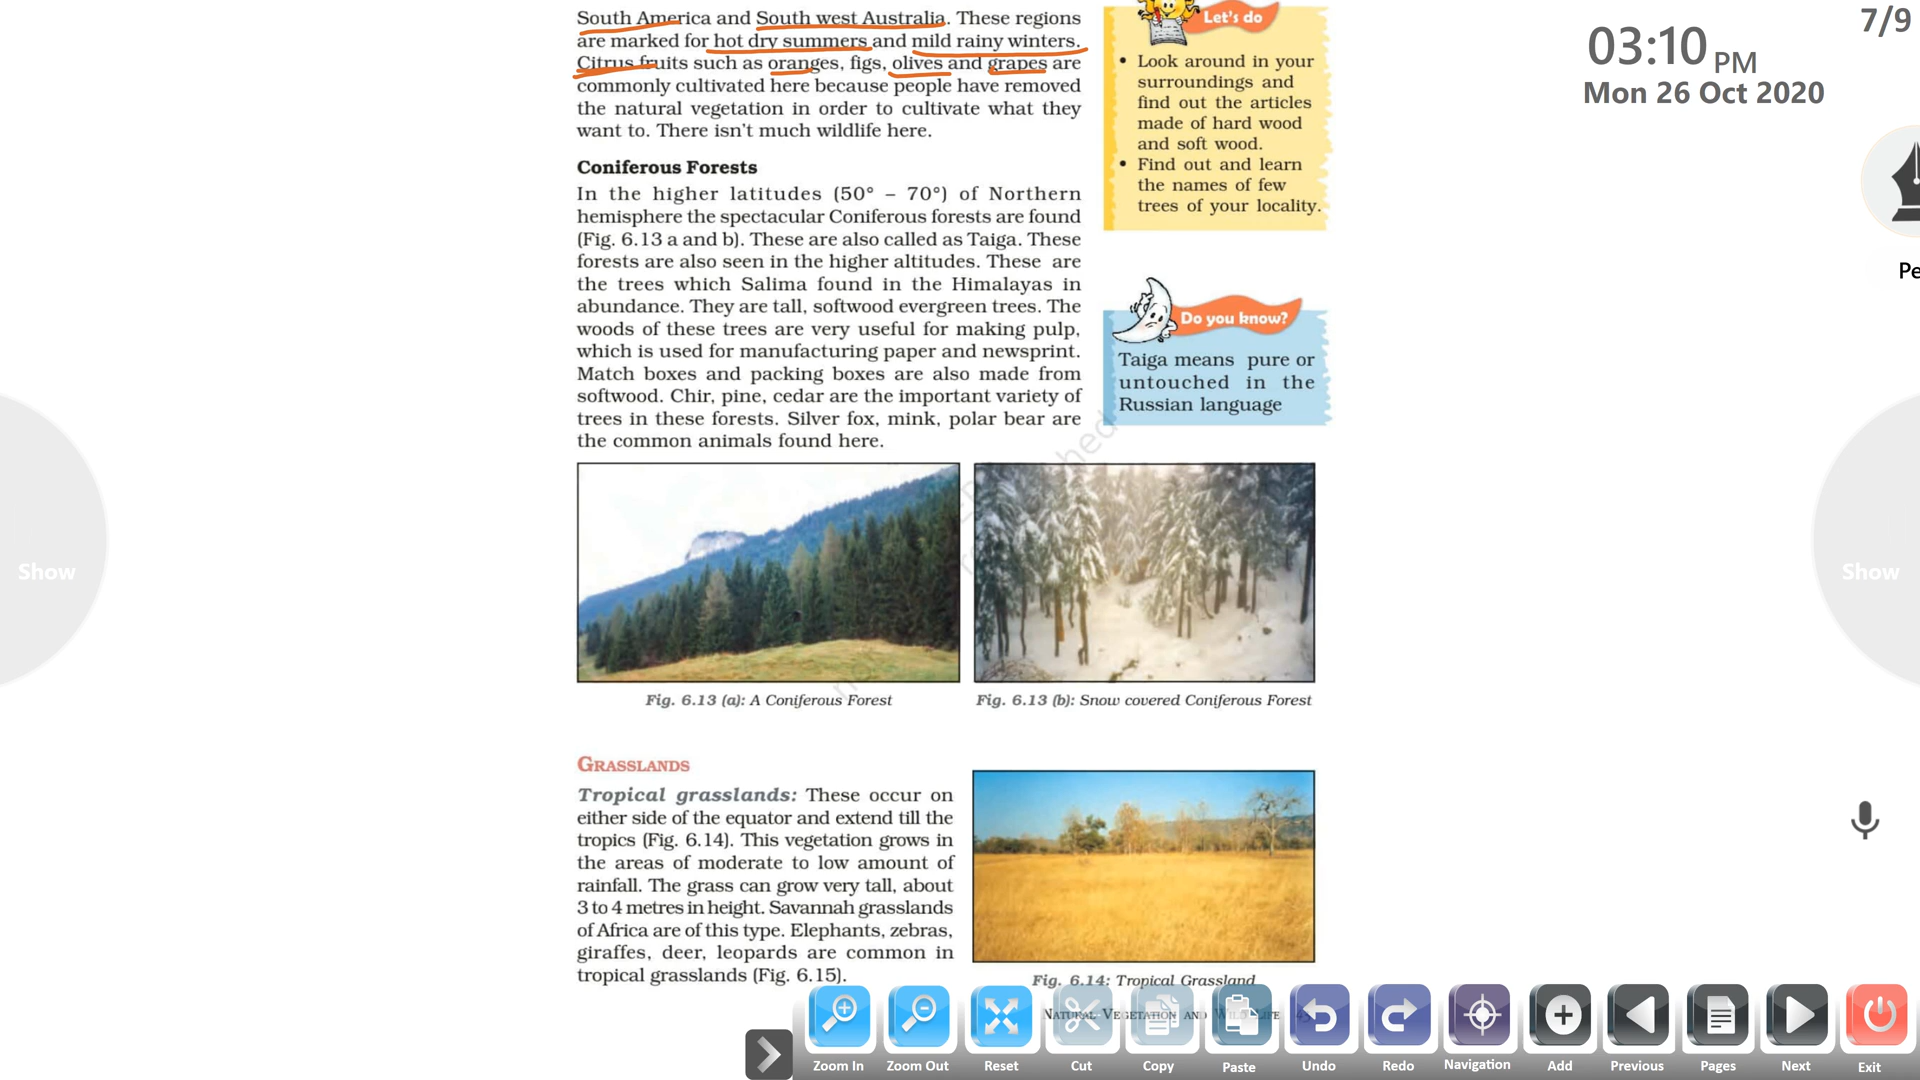 South America and South west Australia. These regions
are marked for hot dry summers and mild rainy winters.
Citrus fruits such as oranges, figs, olives and grapes are
commonly cultivated here because people have removed
the natural vegetation in order to cultivate what they
want to. There isn't much wildlife here.
Coniferous Forests
In the higher latitudes (50° – 70°) of Northern
hemisphere the spectacular Coniferous forests are found
(Fig. 6.13 a and b). These are also called as Taiga. These
forests are also seen in the higher altitudes. These are
the trees which Salima found in the Himalayas in
abundance. They are tall, softwood evergreen trees. The
woods of these trees are very useful for making pulp,
which is used for manufacturing paper and newsprint.
Match boxes and packing boxes are also made from
softwood. Chir, pine, cedar are the important variety of
trees in these forests. Silver fox, mink, polar bear are
the common animals found here.
Let's do
• Look around in your
surroundings and
find out the articles
made of hard wood
and soft wood.
• Find out and learn
the names of few
trees of your locality.
Do you know?
Taiga means pure or
untouched in the
Russian language
Fig. 6.13 (a): A Coniferous Forest
Fig. 6.13 (b): Snow covered Coniferous Forest
GRASSLANDS
Tropical grasslands: These occur on
either side of the equator and extend till the
tropics (Fig. 6.14). This vegetation grows in
the areas of moderate to low amount of
rainfall. The grass can grow very tall, about
3 to 4 metres in height. Savannah grasslands
of Africa are of this type. Elephants, zebras,
giraffes, deer, leopards are common in
tropical grasslands (Fig. 6.15).
Fig. 6.14: Tropical Grassland
NATURAL VEGETATION AND
7/9
03:10 PM
Mon 26 Oct 2020
Pe
Show
Show
Zoom In
Zoom Out
Reset
Cut
Copy
Paste
Undo
Redo
Navigation
Add
Previous
Pages
Next
Exit